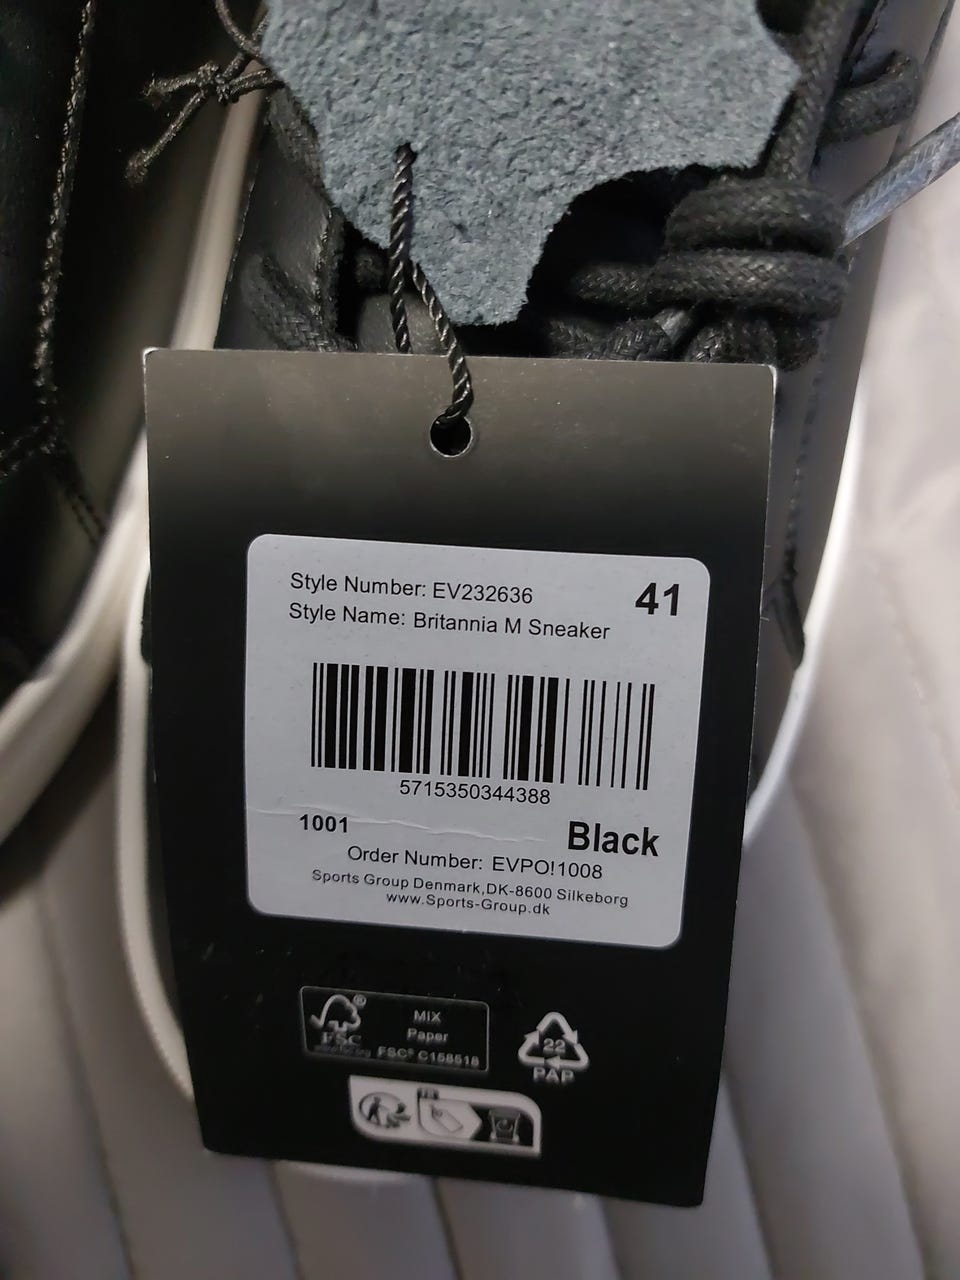 Style Number: EV232636
41
Style Name: Britannia M Sneaker
5715350344388
1001
Black
Order Number: EVPO!1008
Sports Group Denmark,DK-8600 Silkeborg
www.Sports-Group.dk
MIX
Paper
FSC
FSC® C158518
22
PAP
FR